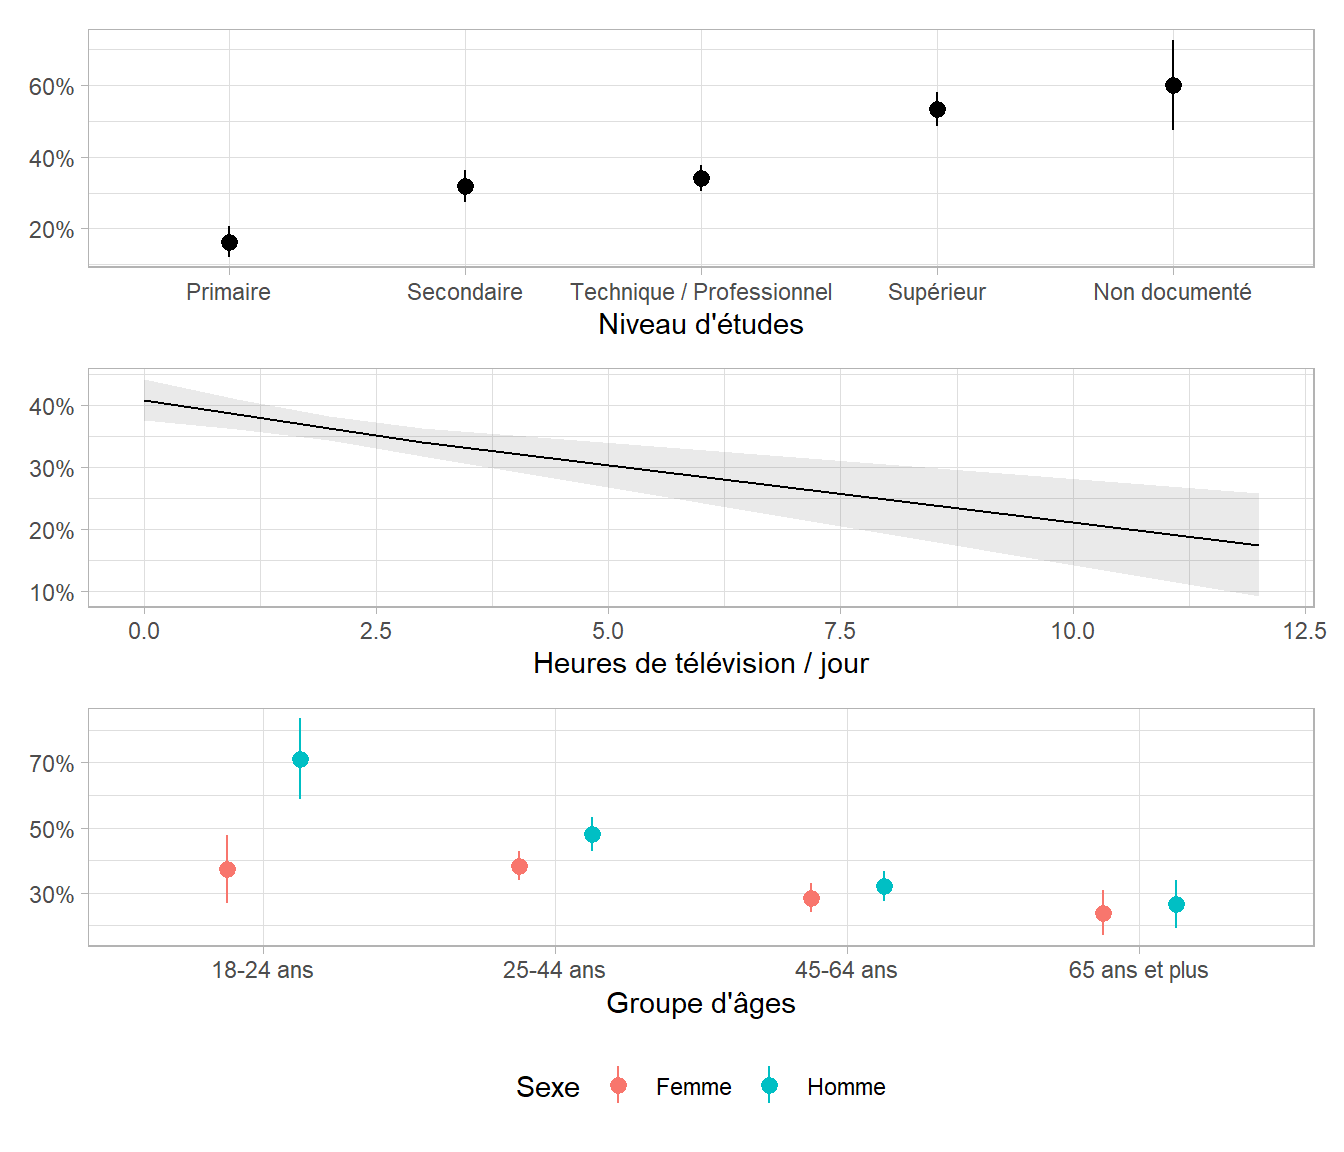 60%
40%
20%
Primaire Secondaire Technique / Professionnel Supérieur Non documenté
Niveau d'études
40%
30%
20%
10%
0.0 2.5 5.0 7.5 10.0 12.5
Heures de télévision / jour
70%
50%
30%
18-24 ans 25-44 ans 45-64 ans 65 ans et plus
Groupe d'âges
Sexe Femme Homme